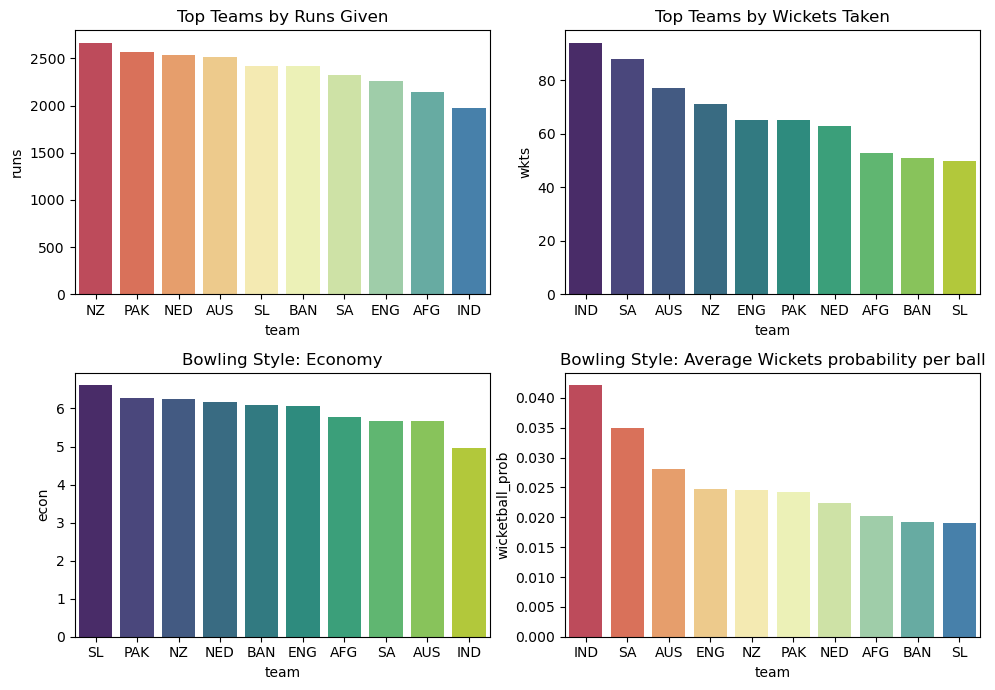 Top Teams by Runs Given
2500
2000
1500
1000
500
0
runs
NZ PAK NED AUS SL BAN SA ENG AFG IND
team
Top Teams by Wickets Taken
80
60
40
20
0
wkts
IND SA AUS NZ ENG PAK NED AFG BAN SL
team
Bowling Style: Economy
6
5
4
3
2
1
0
econ
SL PAK NZ NED BAN ENG AFG SA AUS IND
team
Bowling Style: Average Wickets probability per ball
0.040
0.035
0.030
0.025
0.020
0.015
0.010
0.005
0.000
wicketball_prob
IND SA AUS ENG NZ PAK NED AFG BAN SL
team